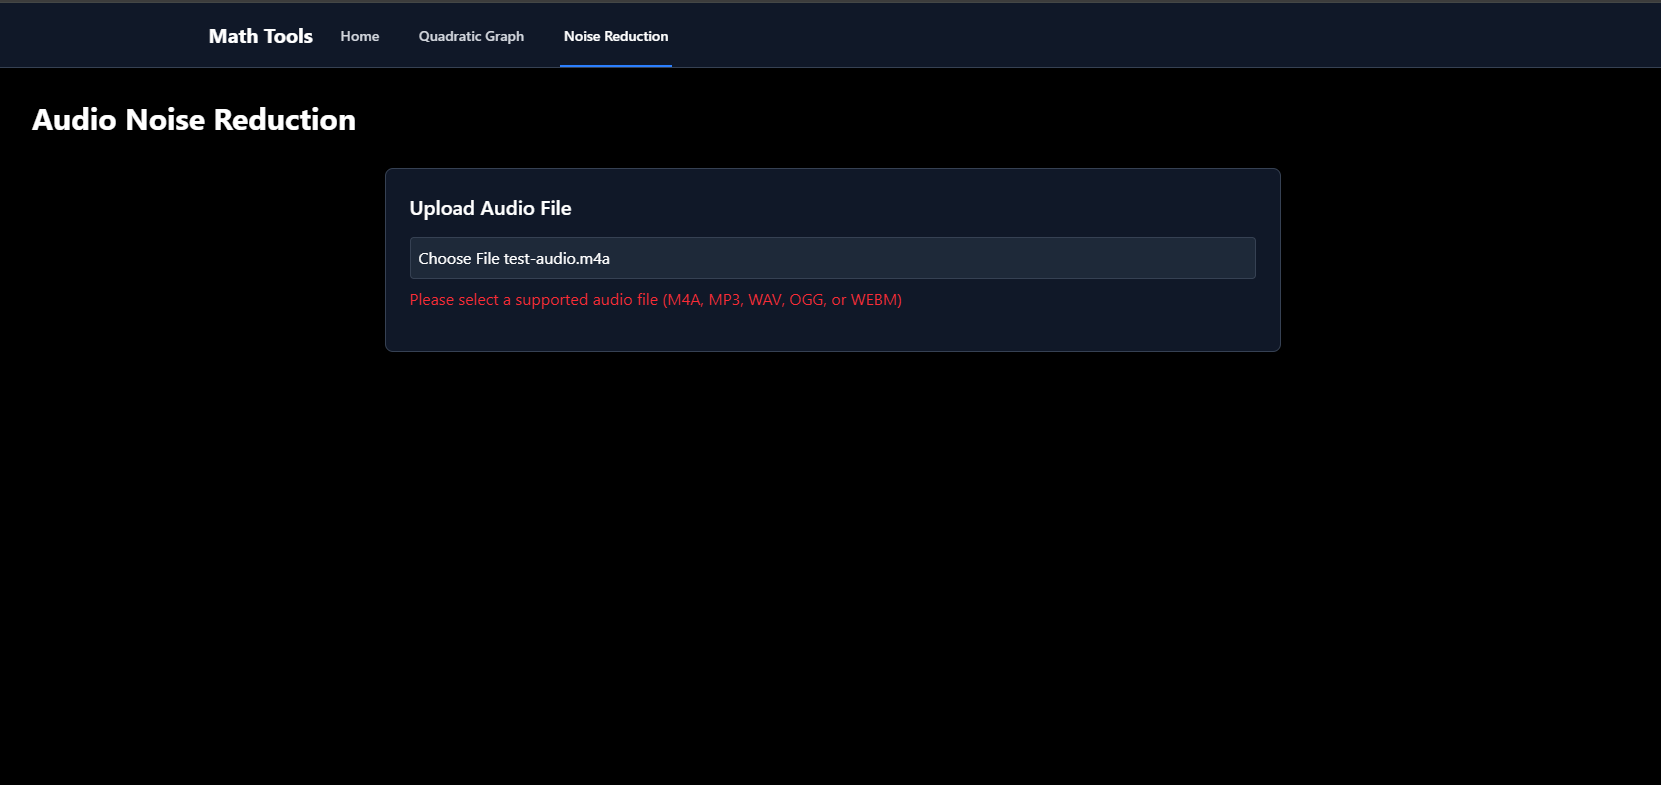 Math Tools Home Quadratic Graph Noise Reduction
Audio Noise Reduction
Upload Audio File
Choose File test-audio.m4a
Please select a supported audio file (M4A, MP3, WAV, OGG, or WEBM)